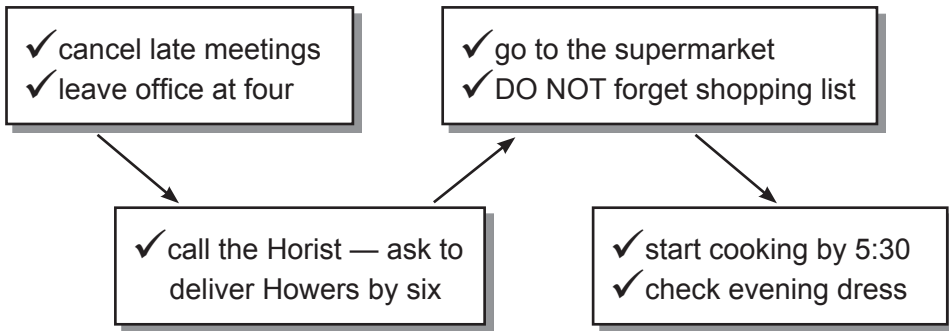 ✓ cancel late meetings
✓ leave office at four
✓ call the Horist — ask to
deliver Howers by six
✓ go to the supermarket
✓ DO NOT forget shopping list
✓ start cooking by 5:30
✓ check evening dress